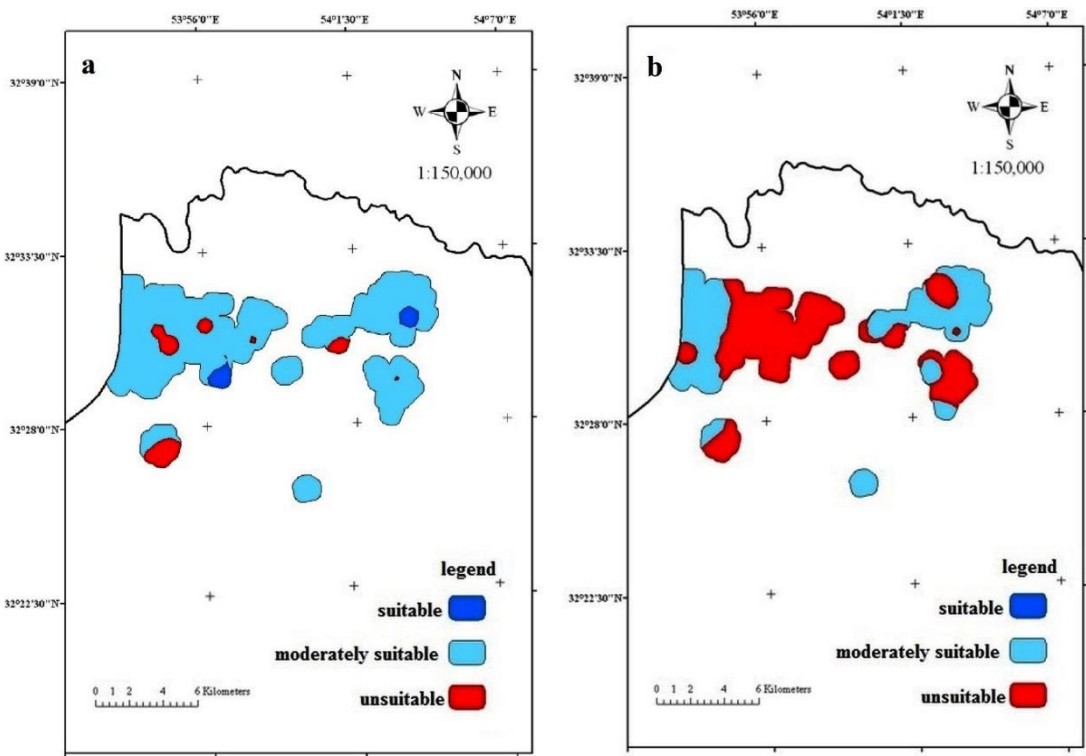 53°56'0"E 54°1'30"E 54°7'0"E
a
32°39'0"N
N
W E
S
1:150,000
32°33'30"N
32°28'0"N
32°22'30"N
legend
suitable
moderately suitable
unsuitable
0 1 2 4 6 Kilometers
53°56'0"E 54°1'30"E 54°7'0"E
b
32°39'0"N
N
W E
S
1:150,000
32°33'30"N
32°28'0"N
32°22'30"N
legend
suitable
moderately suitable
unsuitable
0 1 2 4 6 Kilometers